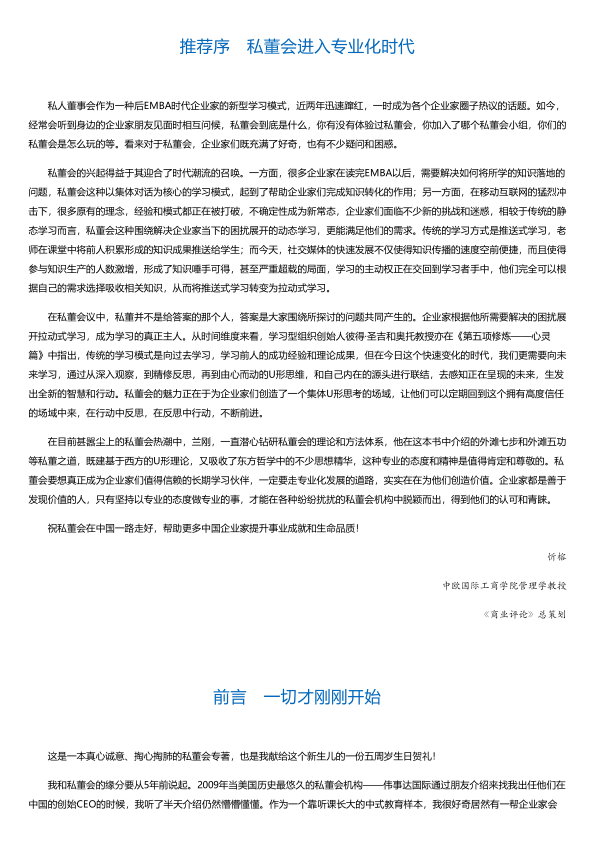 推荐序　私董会进入专业化时代
私人董事会作为一种后EMBA时代企业家的新型学习模式，近两年迅速蹿红，一时成为各个企业家圈子热议的话题。如今，
经常会听到身边的企业家朋友见面时相互问候，私董会到底是什么，你有没有体验过私董会，你加入了哪个私董会小组，你们的
私董会是怎么玩的等。看来对于私董会，企业家们既充满了好奇，也有不少疑问和困惑。
私董会的兴起得益于其迎合了时代潮流的召唤。一方面，很多企业家在读完EMBA以后，需要解决如何将所学的知识落地的
问题，私董会这种以集体对话为核心的学习模式，起到了帮助企业家们完成知识转化的作用；另一方面，在移动互联网的猛烈冲
击下，很多原有的理念，经验和模式都正在被打破，不确定性成为新常态，企业家们面临不少新的挑战和迷惑，相较于传统的静
态学习而言，私董会这种围绕解决企业家当下的困扰展开的动态学习，更能满足他们的需求。传统的学习方式是推送式学习，老
师在课堂中将前人积累形成的知识成果推送给学生；而今天，社交媒体的快速发展不仅使得知识传播的速度空前便捷，而且使得
参与知识生产的人数激增，形成了知识唾手可得，甚至严重超载的局面，学习的主动权正在交回到学习者手中，他们完全可以根
据自己的需求选择吸收相关知识，从而将推送式学习转变为拉动式学习。
在私董会议中，私董并不是给答案的那个人，答案是大家围绕所探讨的问题共同产生的。企业家根据他所需要解决的困扰展
开拉动式学习，成为学习的真正主人。从时间维度来看，学习型组织创始人彼得·圣吉和奥托教授亦在《第五项修炼——心灵
篇》中指出，传统的学习模式是向过去学习，学习前人的成功经验和理论成果，但在今日这个快速变化的时代，我们更需要向未
来学习，通过从深入观察，到精修反思，再到由心而动的U形思维，和自己内在的源头进行联结，去感知正在呈现的未来，生发
出全新的智慧和行动。私董会的魅力正在于为企业家们创造了一个集体U形思考的场域，让他们可以定期回到这个拥有高度信任
的场域中来，在行动中反思，在反思中行动，不断前进。
在目前甚嚣尘上的私董会热潮中，兰刚，一直潜心钻研私董会的理论和方法体系，他在这本书中介绍的外滩七步和外滩五功
等私董之道，既建基于西方的U形理论，又吸收了东方哲学中的不少思想精华，这种专业的态度和精神是值得肯定和尊敬的。私
董会要想真正成为企业家们值得信赖的长期学习伙伴，一定要走专业化发展的道路，实实在在为他们创造价值。企业家都是善于
发现价值的人，只有坚持以专业的态度做专业的事，才能在各种纷纷扰扰的私董会机构中脱颖而出，得到他们的认可和青睐。
祝私董会在中国一路走好，帮助更多中国企业家提升事业成就和生命品质！
忻榕
中欧国际工商学院管理学教授
《商业评论》总策划
前言　一切才刚刚开始
这是一本真心诚意、掏心掏肺的私董会专著，也是我献给这个新生儿的一份五周岁生日贺礼！
我和私董会的缘分要从5年前说起。2009年当美国历史最悠久的私董会机构——伟事达国际通过朋友介绍来找我出任他们在
中国的创始CEO的时候，我听了半天介绍仍然懵懵懂懂。作为一个靠听课长大的中式教育样本，我很好奇居然有一帮企业家会